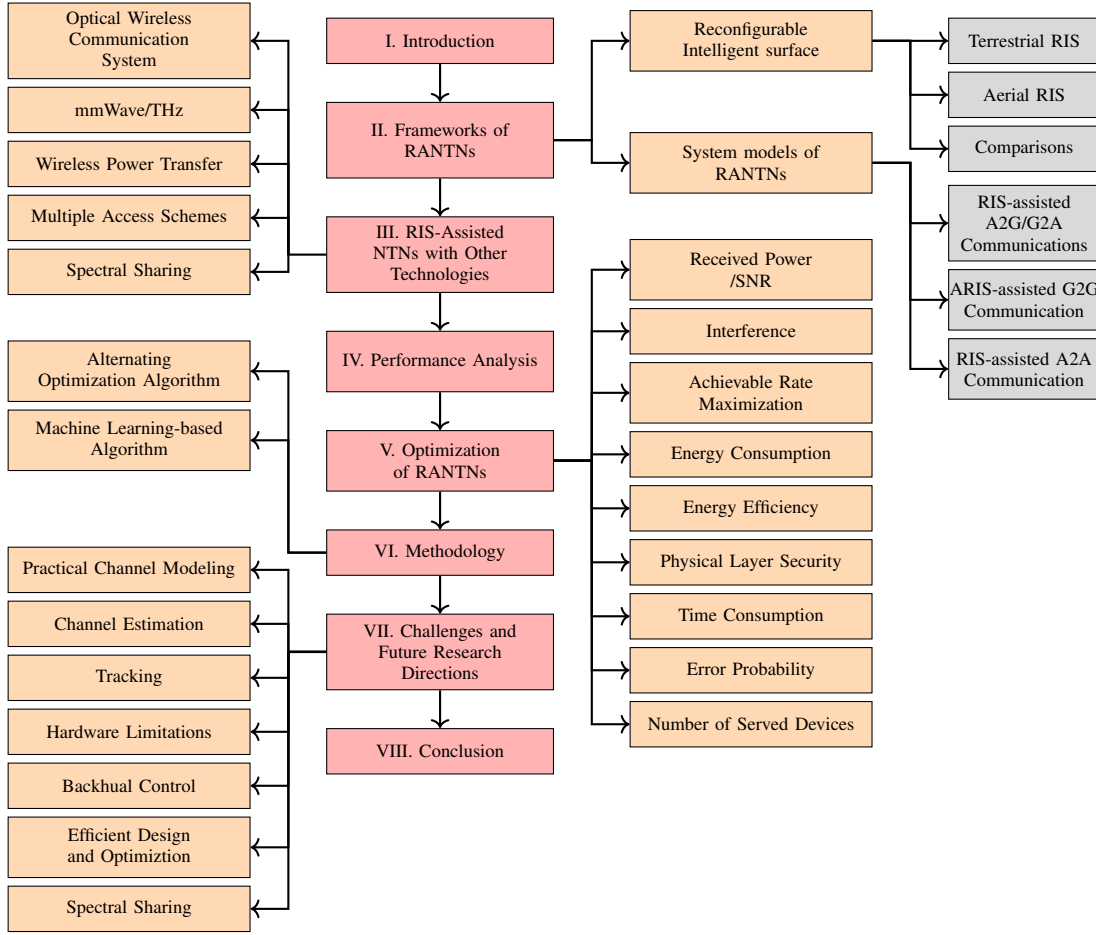 Optical Wireless
Communication
System
mmWave/THz
Wireless Power Transfer
Multiple Access Schemes
Spectral Sharing
Alternating
Optimization Algorithm
Machine Learning-based
Algorithm
Practical Channel Modeling
Channel Estimation
Tracking
Hardware Limitations
Backhual Control
Efficient Design
and Optimiztion
Spectral Sharing
I. Introduction
II. Frameworks of
RANTNs
III. RIS-Assisted
NTNs with Other
Technologies
IV. Performance Analysis
V. Optimization
of RANTNs
VI. Methodology
VII. Challenges and
Future Research
Directions
VIII. Conclusion
Reconfigurable
Intelligent surface
System models of
RANTNs
Received Power
/SNR
Interference
Achievable Rate
Maximization
Energy Consumption
Energy Efficiency
Physical Layer Security
Time Consumption
Error Probability
Number of Served Devices
Terrestrial RIS
Aerial RIS
Comparisons
RIS-assisted
A2G/G2A
Communications
ARIS-assisted G2G
Communication
RIS-assisted A2A
Communication